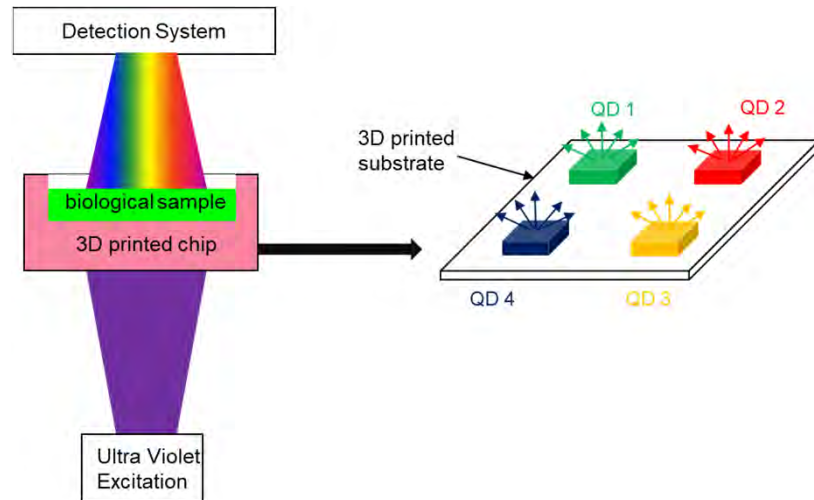 Detection System
biological sample
3D printed chip
Ultra Violet
Excitation
3D printed
substrate
QD 1
QD 2
QD 4
QD 3